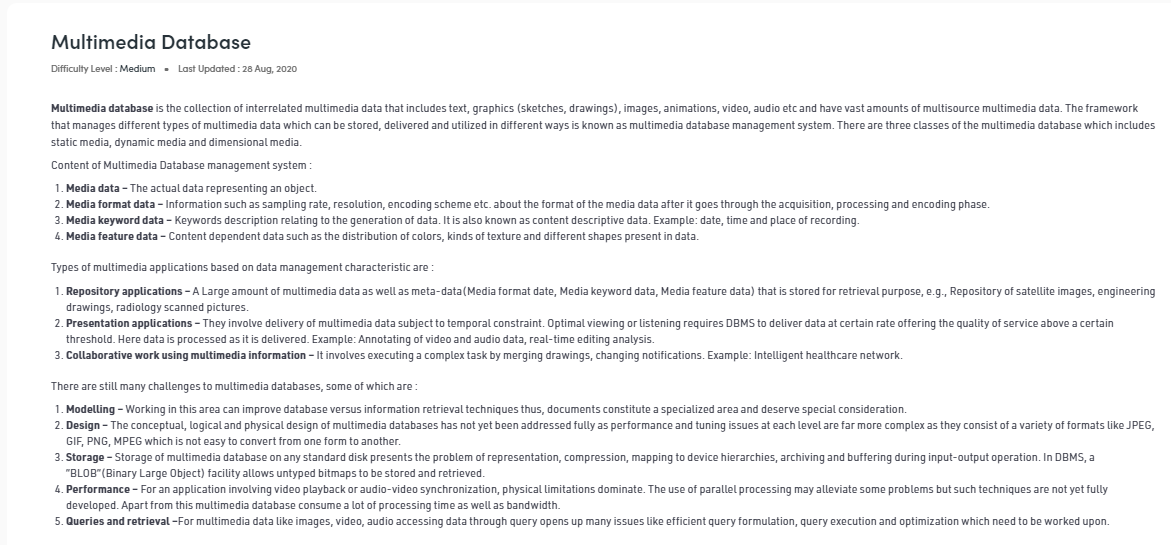 Multimedia Database
Difficulty Level : Medium • Last Updated : 28 Aug, 2020
Multimedia database is the collection of interrelated multimedia data that includes text, graphics (sketches, drawings), images, animations, video, audio etc and have vast amounts of multisource multimedia data. The framework
that manages different types of multimedia data which can be stored, delivered and utilized in different ways is known as multimedia database management system. There are three classes of the multimedia database which includes
static media, dynamic media and dimensional media.
Content of Multimedia Database management system :
1. Media data – The actual data representing an object.
2. Media format data – Information such as sampling rate, resolution, encoding scheme etc. about the format of the media data after it goes through the acquisition, processing and encoding phase.
3. Media keyword data – Keywords description relating to the generation of data. It is also known as content descriptive data. Example: date, time and place of recording.
4. Media feature data – Content dependent data such as the distribution of colors, kinds of texture and different shapes present in data.
Types of multimedia applications based on data management characteristic are :
1. Repository applications – A Large amount of multimedia data as well as meta-data(Media format date, Media keyword data, Media feature data) that is stored for retrieval purpose, e.g., Repository of satellite images, engineering
drawings, radiology scanned pictures.
2. Presentation applications – They involve delivery of multimedia data subject to temporal constraint. Optimal viewing or listening requires DBMS to deliver data at certain rate offering the quality of service above a certain
threshold. Here data is processed as it is delivered. Example: Annotating of video and audio data, real-time editing analysis.
3. Collaborative work using multimedia information – It involves executing a complex task by merging drawings, changing notifications. Example: Intelligent healthcare network.
There are still many challenges to multimedia databases, some of which are :
1. Modelling – Working in this area can improve database versus information retrieval techniques thus, documents constitute a specialized area and deserve special consideration.
2. Design – The conceptual, logical and physical design of multimedia databases has not yet been addressed fully as performance and tuning issues at each level are far more complex as they consist of a variety of formats like JPEG,
GIF, PNG, MPEG which is not easy to convert from one form to another.
3. Storage – Storage of multimedia database on any standard disk presents the problem of representation, compression, mapping to device hierarchies, archiving and buffering during input-output operation. In DBMS, a
"BLOB"(Binary Large Object) facility allows untyped bitmaps to be stored and retrieved.
4. Performance – For an application involving video playback or audio-video synchronization, physical limitations dominate. The use of parallel processing may alleviate some problems but such techniques are not yet fully
developed. Apart from this multimedia database consume a lot of processing time as well as bandwidth.
5. Queries and retrieval –For multimedia data like images, video, audio accessing data through query opens up many issues like efficient query formulation, query execution and optimization which need to be worked upon.